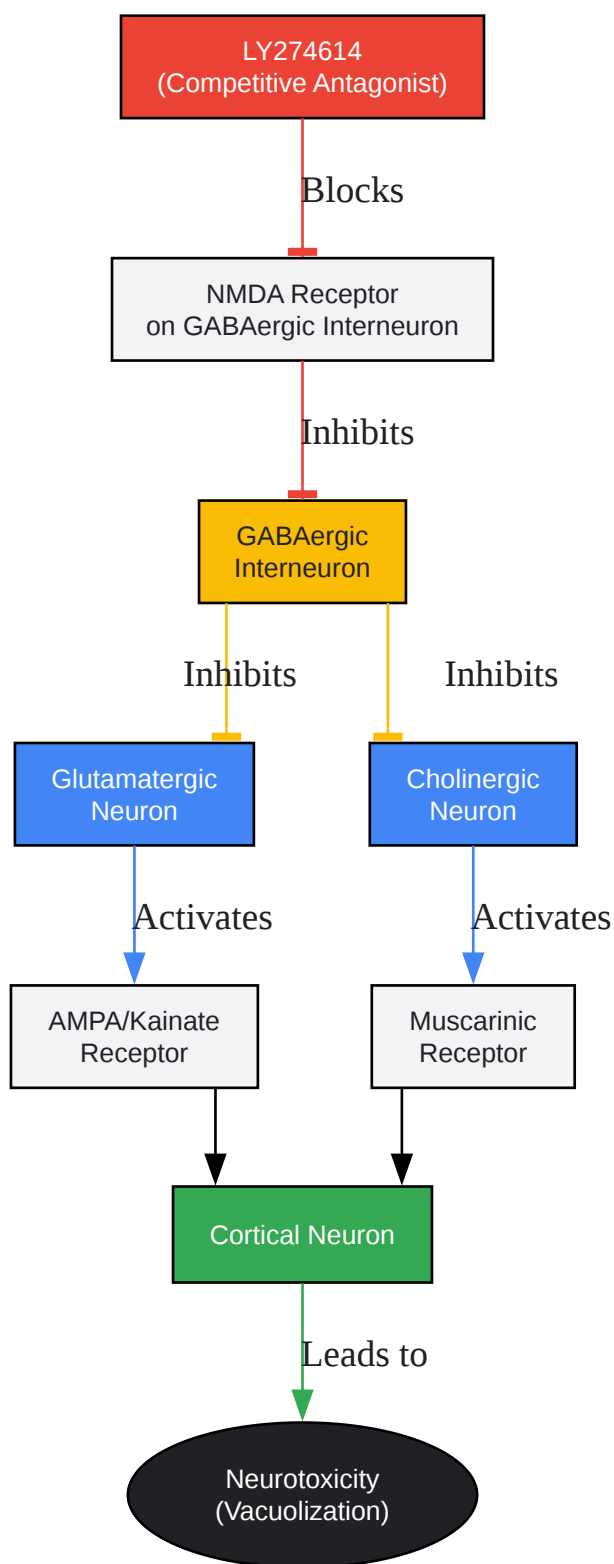 LY274614
(Competitive Antagonist)
Blocks
NMDA Receptor
on GABAergic Interneuron
Inhibits
GABAergic
Interneuron
Inhibits
Inhibits
Glutamatergic
Neuron
Cholinergic
Neuron
Activates
Activates
AMPA/Kainate
Receptor
Muscarinic
Receptor
Cortical Neuron
Leads to
Neurotoxicity
(Vacuolization)